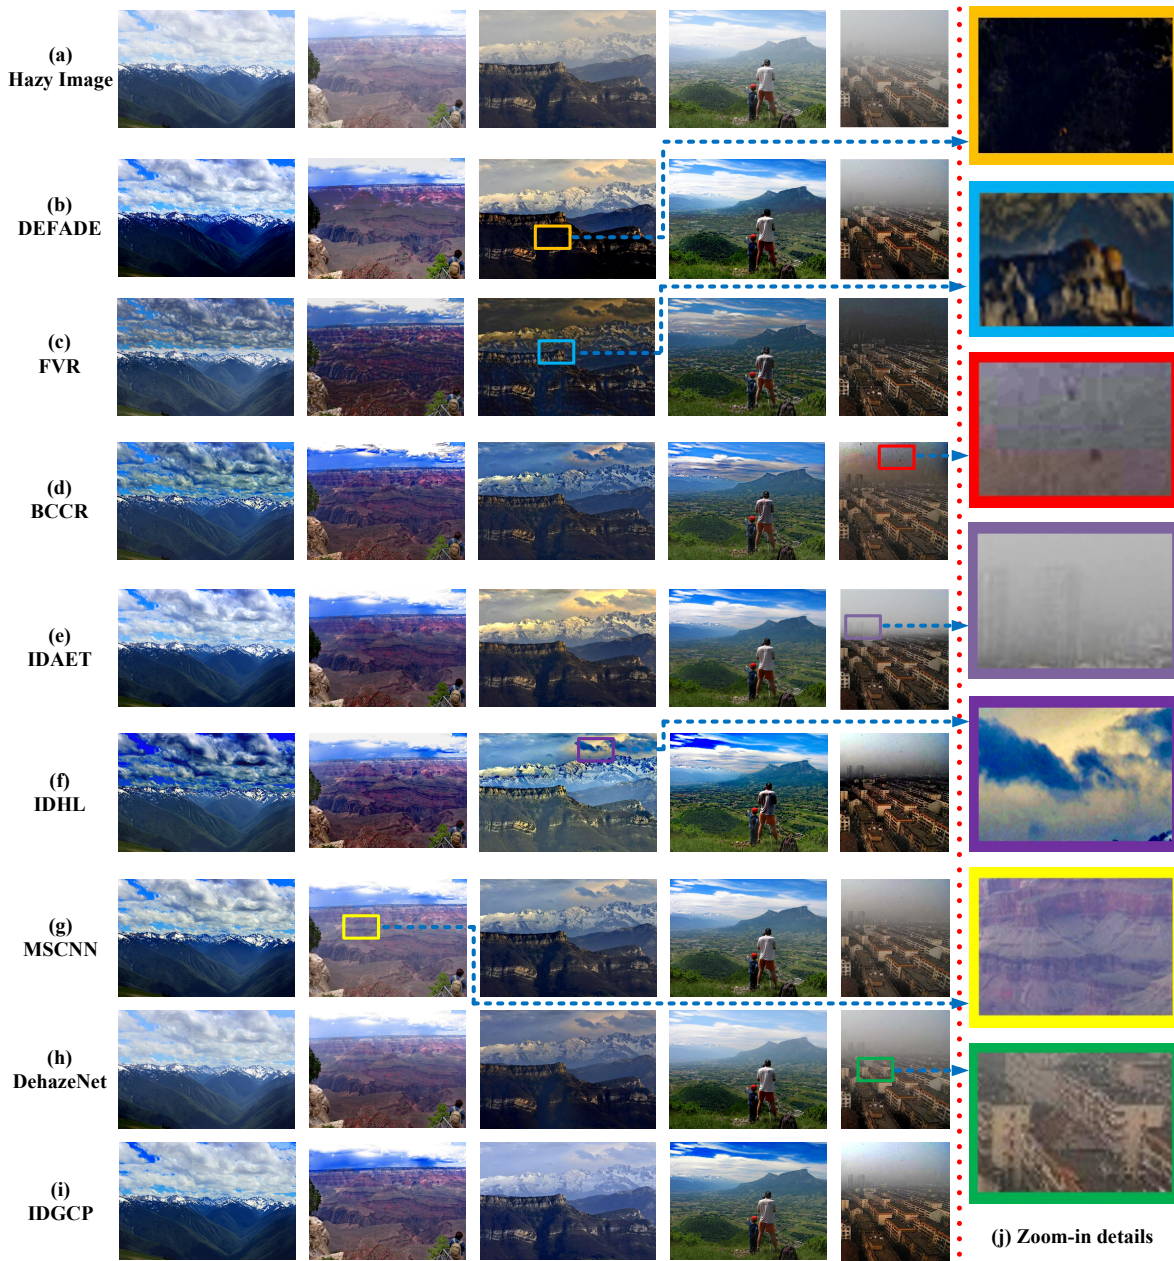 (a)
Hazy Image
(b)
DEFADE
(c)
FVR
(d)
BCCR
(e)
IDAET
(f)
IDHL
(g)
MSCNN
(h)
DehazeNet
(i)
IDGCP
(j) Zoom-in details